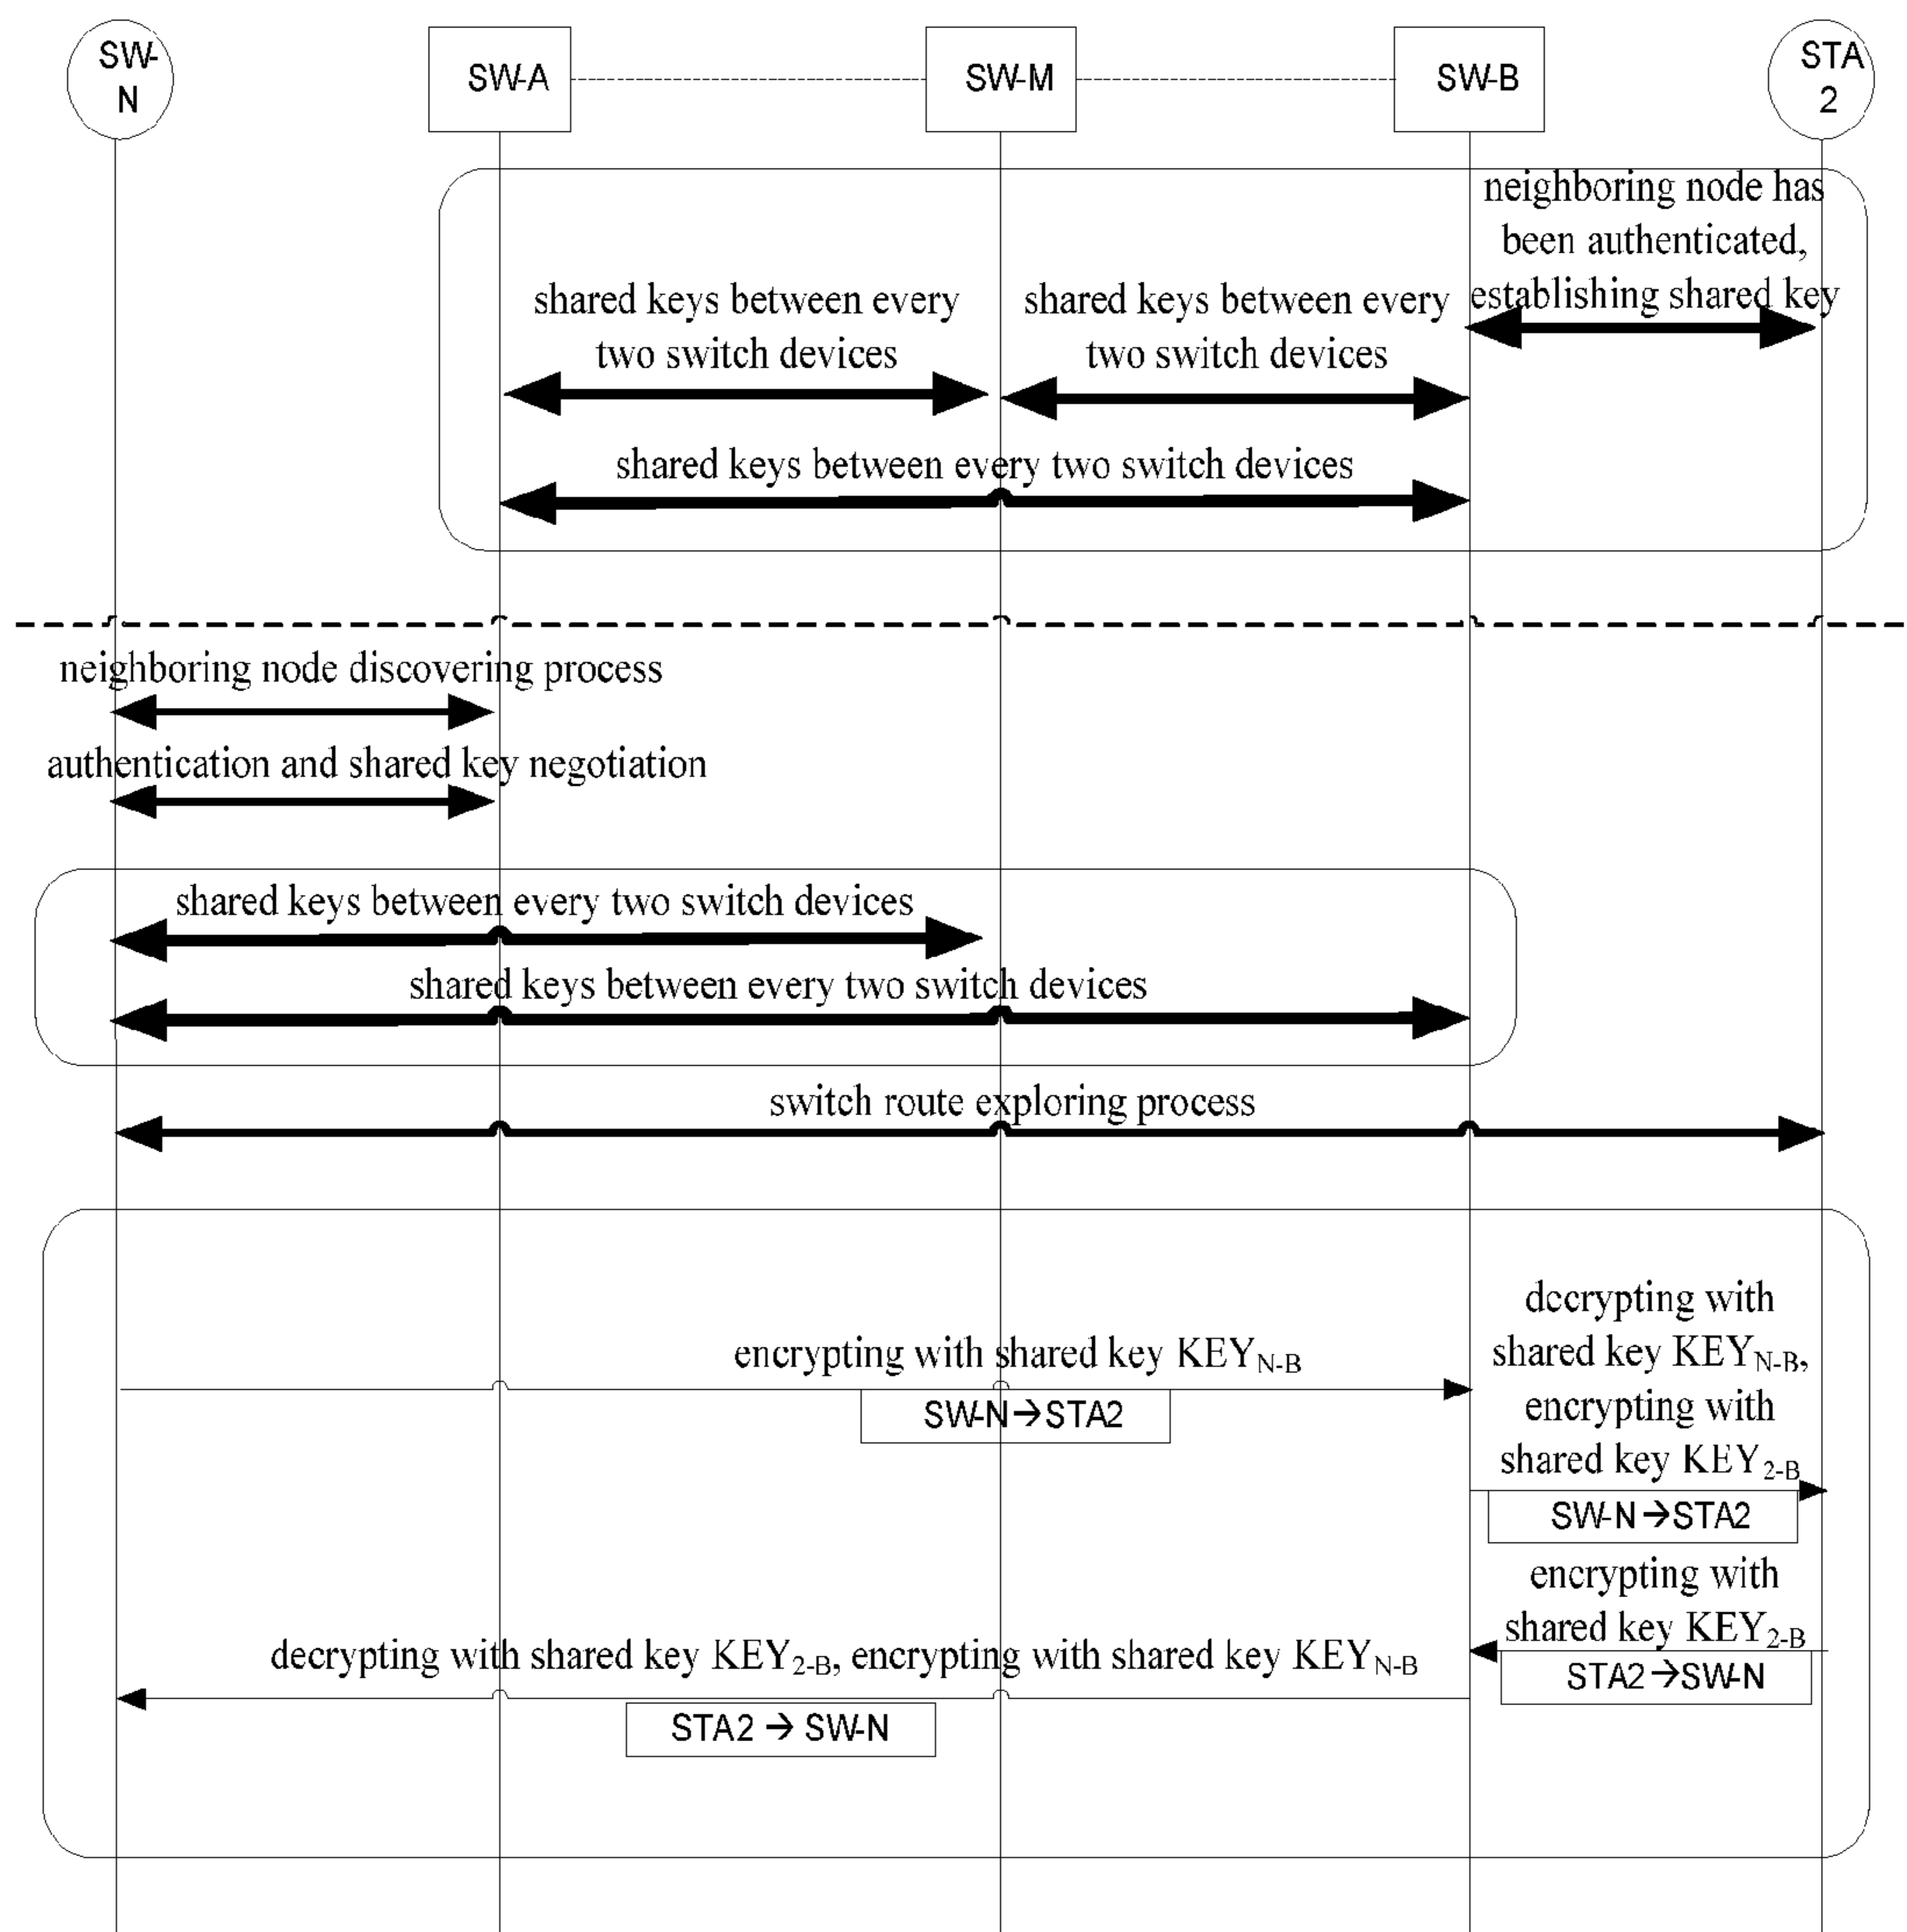 SW-
N
SW-A
SW-M
SW-B
STA
2
neighboring node has
been authenticated,
establishing shared key
shared keys between every
two switch devices
shared keys between every
two switch devices
shared keys between every two switch devices
neighboring node discovering process
authentication and shared key negotiation
shared keys between every two switch devices
shared keys between every two switch devices
switch route exploring process
encrypting with shared key KEYN-B
SW-N→STA2
decrypting with
shared key KEYN-B,
encrypting with
shared key KEY2-B
SW-N→STA2
encrypting with
shared key KEY2-B
STA2→SW-N
decrypting with shared key KEY2-B, encrypting with shared key KEYN-B
STA2 → SW-N